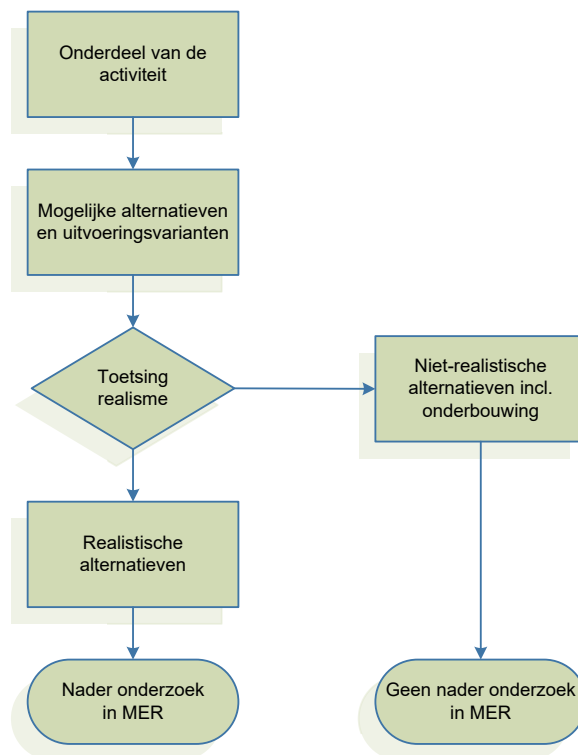 Onderdeel van de
activiteit
Mogelijke alternatieven
en uitvoeringsvarianten
Toetsing
realisme
Niet-realistische
alternatieven incl.
onderbouwing
Realistische
alternatieven
Nader onderzoek
in MER
Geen nader onderzoek
in MER